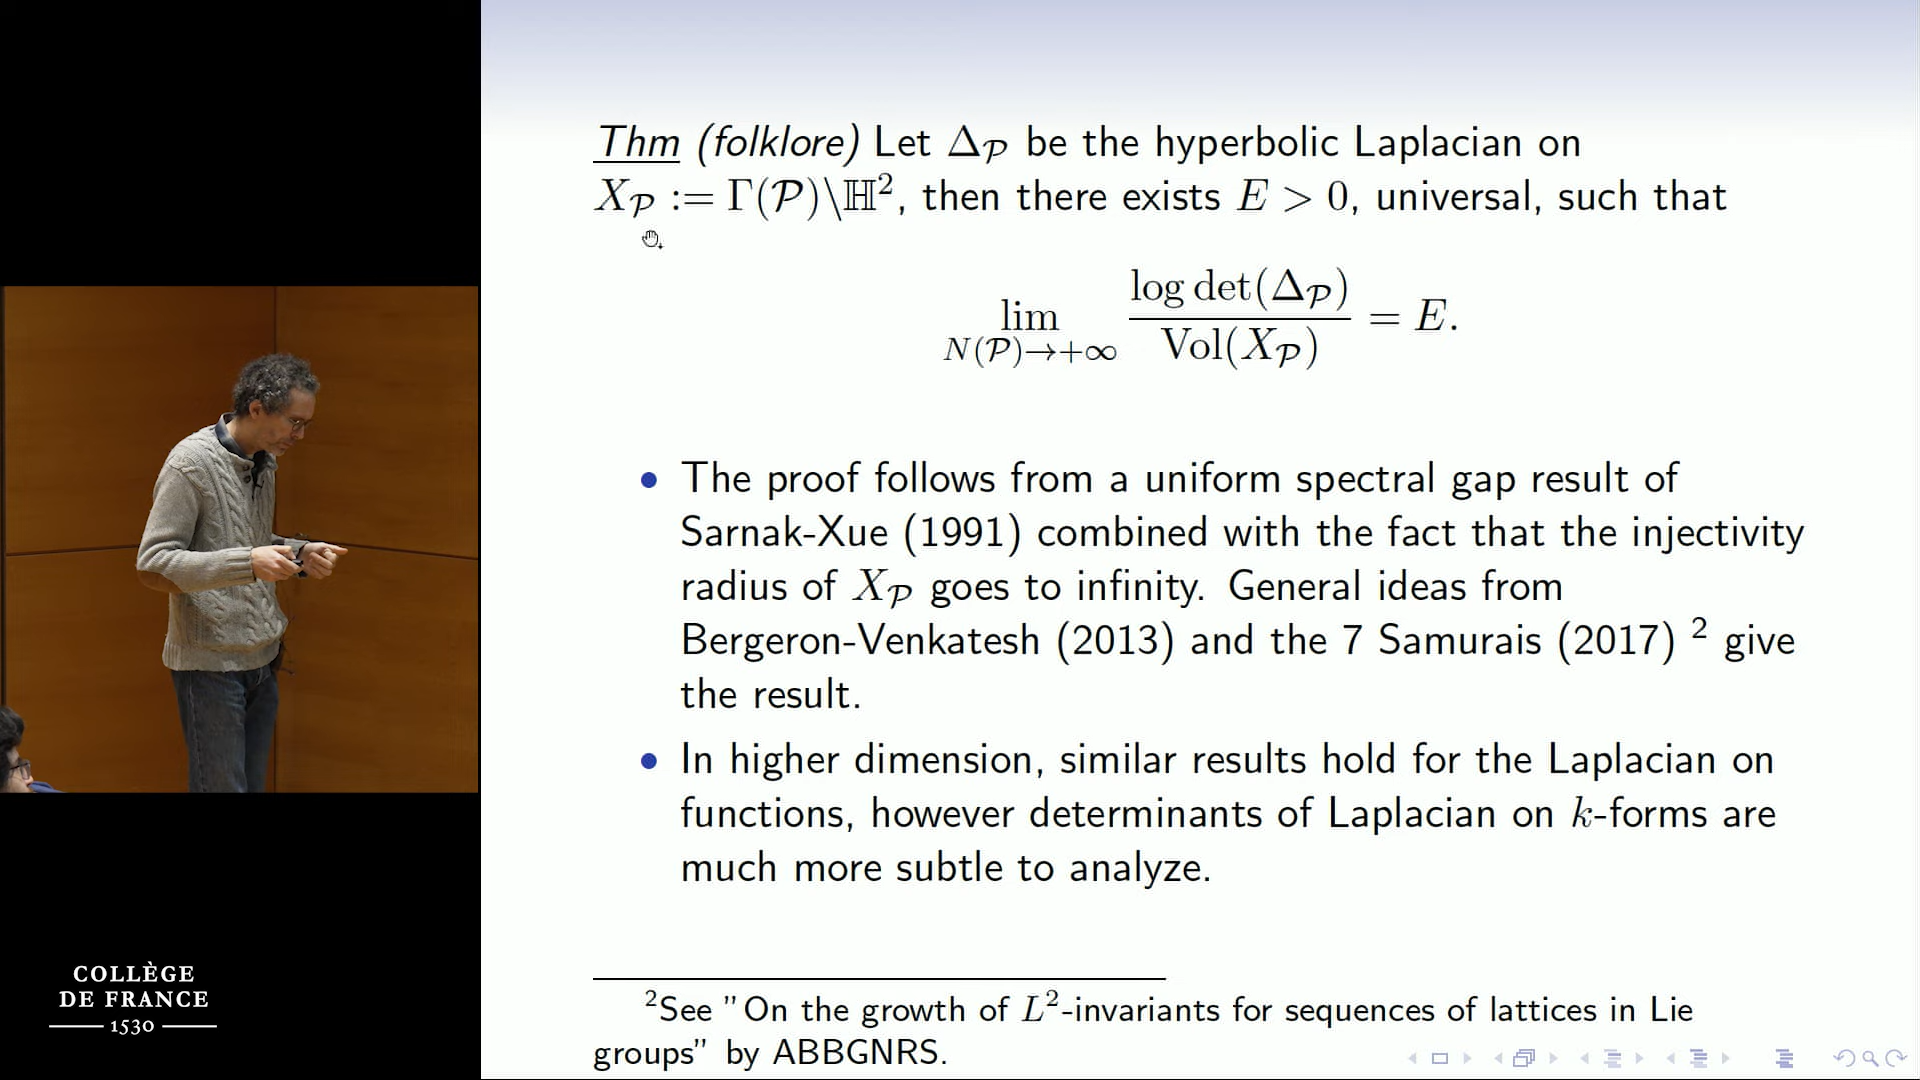 Thm (folklore) Let Δ_𝒫 be the hyperbolic Laplacian on
X_𝒫 := Γ(𝒫)\ℍ², then there exists E > 0, universal, such that
lim_{N(𝒫)→+∞} log det(Δ_𝒫) / Vol(X_𝒫) = E.
• The proof follows from a uniform spectral gap result of
Sarnak-Xue (1991) combined with the fact that the injectivity
radius of X_𝒫 goes to infinity. General ideas from
Bergeron-Venkatesh (2013) and the 7 Samurais (2017) ² give
the result.
• In higher dimension, similar results hold for the Laplacian on
functions, however determinants of Laplacian on k-forms are
much more subtle to analyze.
²See "On the growth of L²-invariants for sequences of lattices in Lie
groups" by ABBGNRS.
COLLÈGE
DE FRANCE
1530